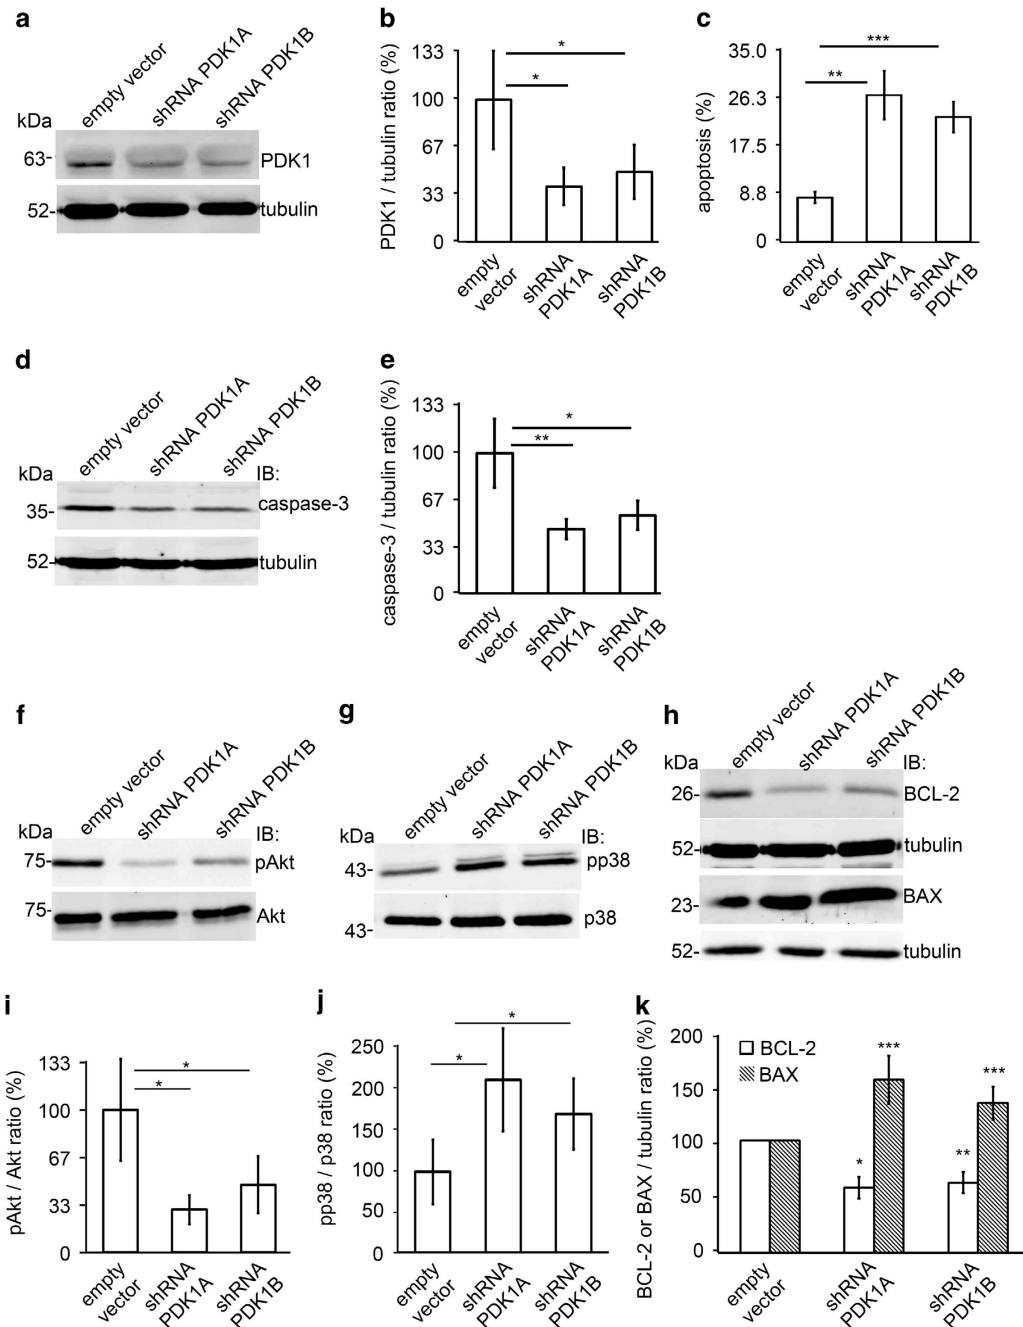 a
empty vector
shRNA PDK1A
shRNA PDK1B
kDa
63-
PDK1
52-
tubulin
b
PDK1 / tubulin ratio (%)
133
100
67
33
0
*
*
empty
vector
shRNA
PDK1A
shRNA
PDK1B
c
apoptosis (%)
35.0
26.3
17.5
8.8
0
***
**
empty
vector
shRNA
PDK1A
shRNA
PDK1B
d
empty vector
shRNA PDK1A
shRNA PDK1B
kDa
IB:
35-
caspase-3
52-
tubulin
e
caspase-3 / tubulin ratio (%)
133
100
67
33
0
*
**
empty
vector
shRNA
PDK1A
shRNA
PDK1B
f
empty vector
shRNA PDK1A
shRNA PDK1B
kDa
IB:
75-
pAkt
75-
Akt
g
empty vector
shRNA PDK1A
shRNA PDK1B
kDa
IB:
43-
pp38
43-
p38
h
empty vector
shRNA PDK1A
shRNA PDK1B
kDa
IB:
26-
BCL-2
52-
tubulin
23-
BAX
52-
tubulin
i
pAkt / Akt ratio (%)
133
100
67
33
0
*
*
empty
vector
shRNA
PDK1A
shRNA
PDK1B
j
pp38 / p38 ratio (%)
250
200
150
100
50
0
*
*
empty
vector
shRNA
PDK1A
shRNA
PDK1B
k
BCL-2 or BAX / tubulin ratio (%)
200
150
100
50
0
BCL-2
BAX
*
***
**
***
empty
vector
shRNA
PDK1A
shRNA
PDK1B